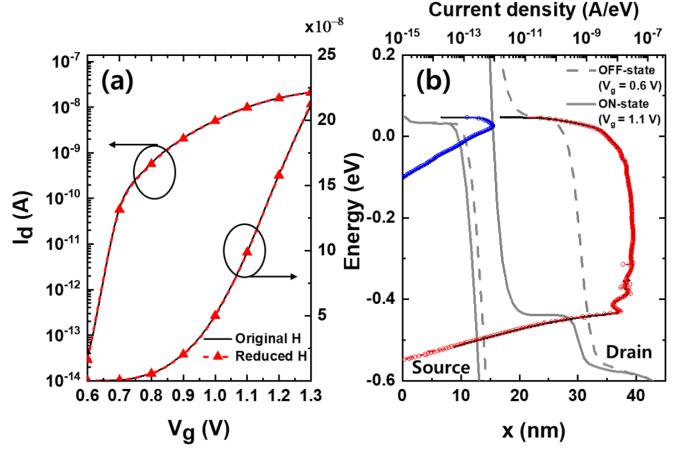 x10⁻⁸
(a)
10⁻⁶
10⁻⁷
10⁻⁸
10⁻⁹
10⁻¹⁰
10⁻¹¹
10⁻¹²
10⁻¹³
10⁻¹⁴
I_d (A)
25
20
15
10
5
Original H
Reduced H
0.6 0.7 0.8 0.9 1.0 1.1 1.2 1.3
V_g (V)
Current density (A/eV)
10⁻¹⁵ 10⁻¹³ 10⁻¹¹ 10⁻⁹ 10⁻⁷
(b)
OFF-state
(V_g = 0.6 V)
ON-state
(V_g = 1.1 V)
0.2
0.0
-0.2
-0.4
-0.6
Energy (eV)
Source
Drain
0 10 20 30 40
x (nm)